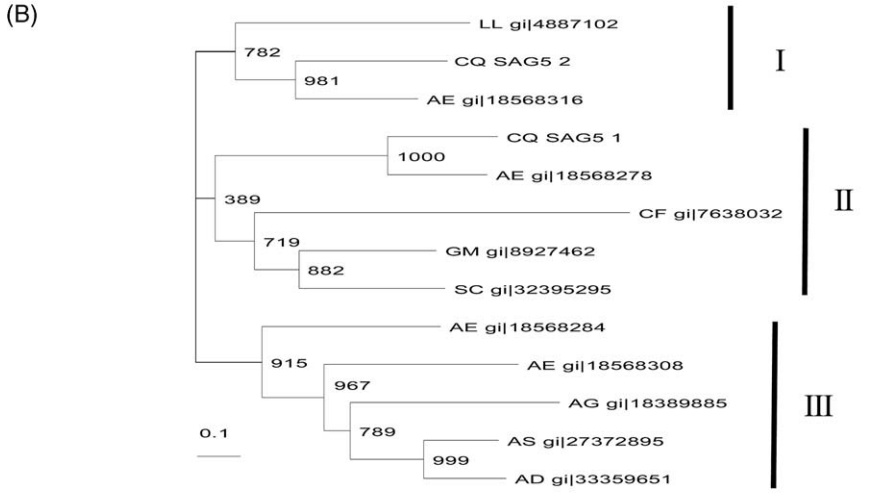 (B)
LL gi|4887102
782
I
CQ SAG5 2
981
AE gi|18568316
CQ SAG5 1
1000
AE gi|18568278
389
II
CF gi|7638032
719
GM gi|8927462
882
SC gi|32395295
AE gi|18568284
915
AE gi|18568308
967
AG gi|18389885
III
789
0.1
AS gi|27372895
999
AD gi|33359651